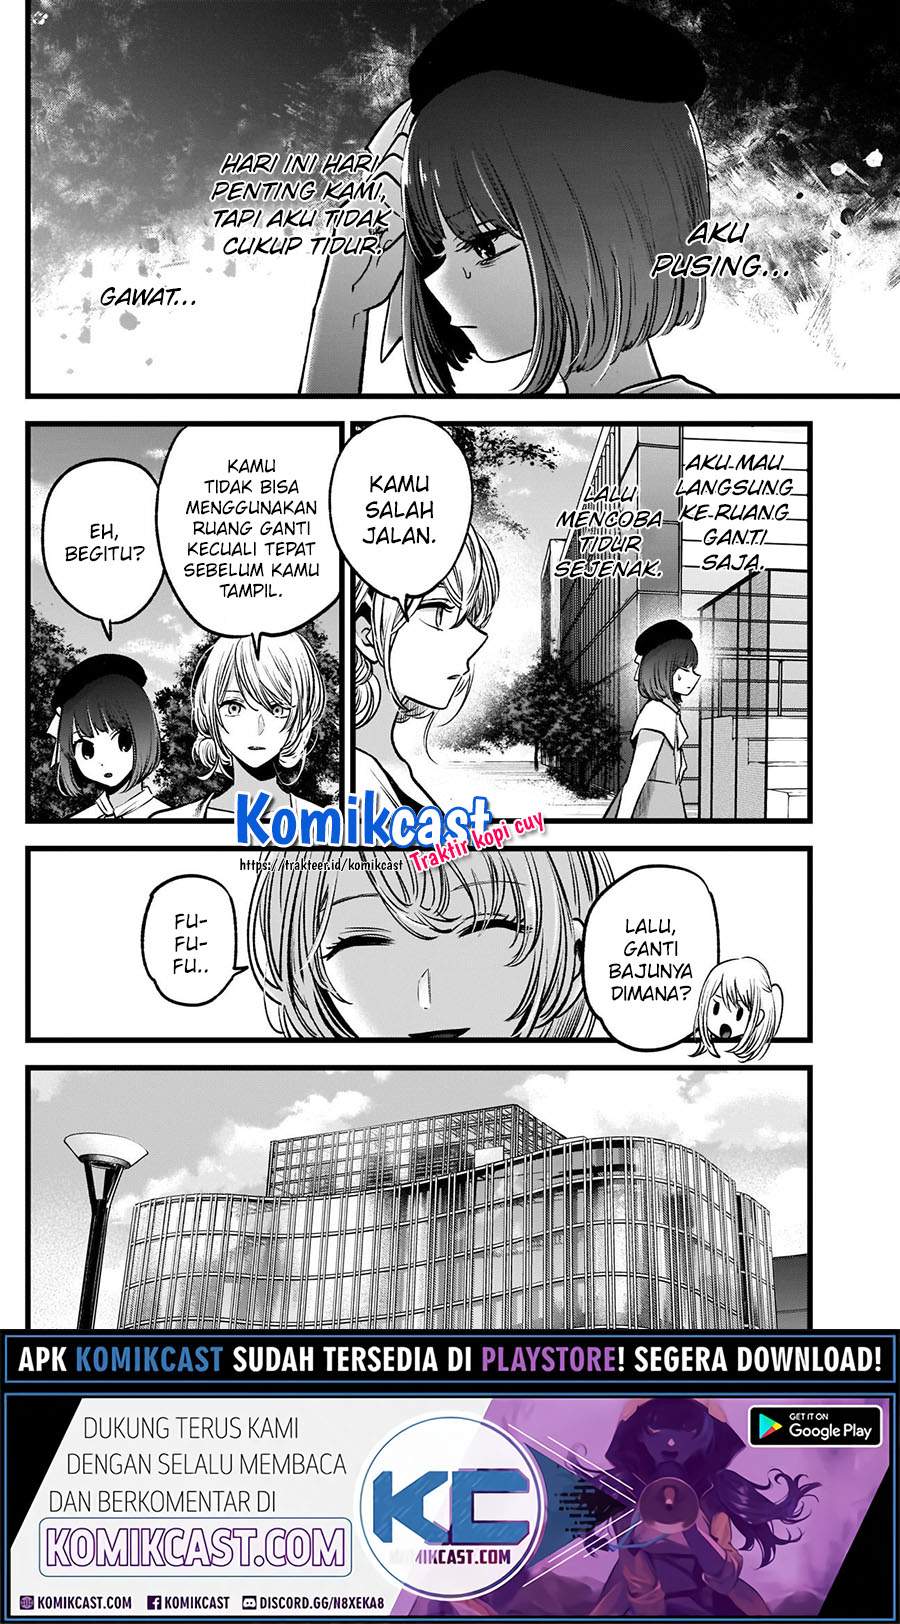 AKU
PUSING...
HARI INI HARI
PENTING KAMI,
TAPI AKU TIDAK
CUKUP TIDUR.
GAWAT...
AKU MAU
LANGSUNG
KE RUANG
GANTI
SAJA.
LALU
MENCOBA
TIDUR
SEJENAK.
KAMU
SALAH
JALAN.
KAMU
TIDAK BISA
MENGGUNAKAN
RUANG GANTI
KECUALI TEPAT
SEBELUM KAMU
TAMPIL.
EH,
BEGITU?
Komikcast
https://trakteer.id/komikcast
Traktir kopi cuy
LALU,
GANTI
BAJUNYA
DIMANA?
FU-
FU-
FU..
APK KOMIKCAST SUDAH TERSEDIA DI PLAYSTORE! SEGERA DOWNLOAD!
DUKUNG TERUS KAMI
DENGAN SELALU MEMBACA
DAN BERKOMENTAR DI
KOMIKCAST.COM
KC
KOMIKCAST.COM
GET IT ON
Google Play
KOMIKCAST.COM
KOMIKCAST
DISCORD.GG/N8XEKA8